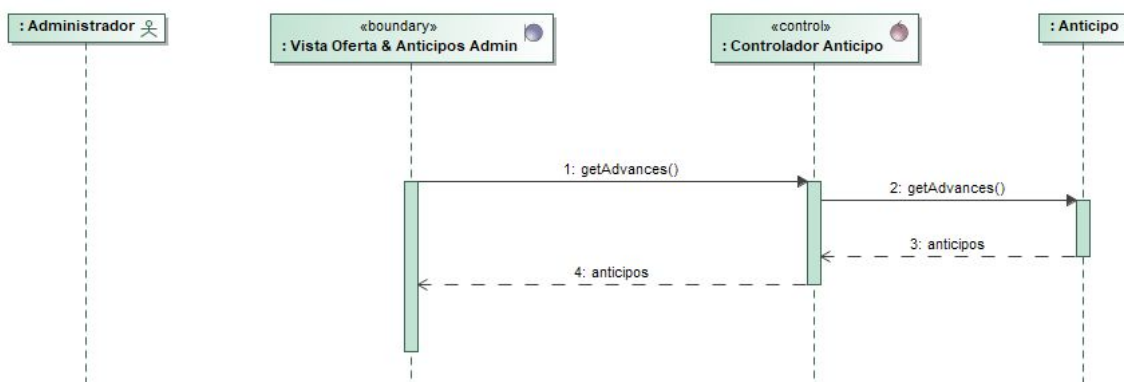 : Administrador
«boundary»
: Vista Oferta & Anticipos Admin
«control»
: Controlador Anticipo
: Anticipo
1: getAdvances()
2: getAdvances()
3: anticipos
4: anticipos